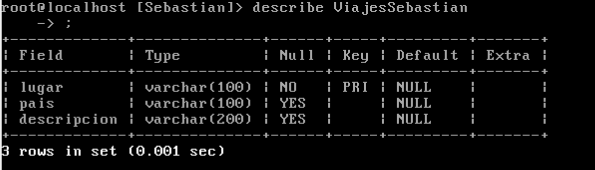 root@localhost [Sebastian]> describe ViajesSebastian
    -> ;
+-------------+--------------+------+-----+---------+-------+
| Field       | Type         | Null | Key | Default | Extra |
+-------------+--------------+------+-----+---------+-------+
| lugar       | varchar(100) | NO   | PRI | NULL    |       |
| pais        | varchar(100) | YES  |     | NULL    |       |
| descripcion | varchar(200) | YES  |     | NULL    |       |
+-------------+--------------+------+-----+---------+-------+
3 rows in set (0.001 sec)